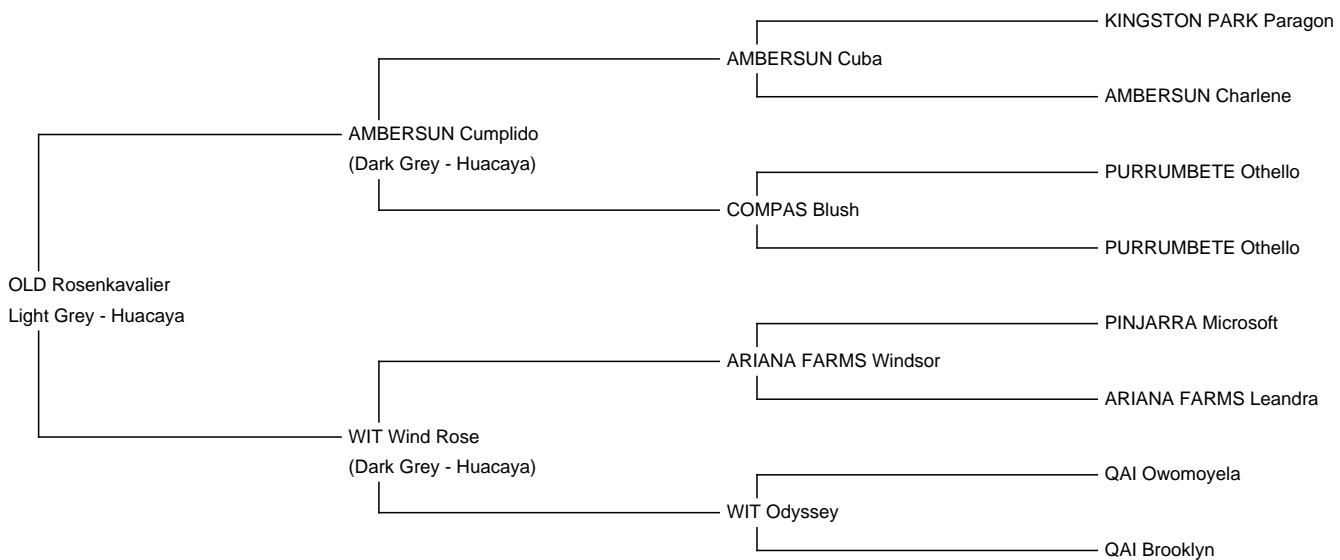 KINGSTON PARK Paragon
AMBERSUN Cuba
AMBERSUN Charlene
AMBERSUN Cumplido
(Dark Grey - Huacaya)
PURRUMBETE Othello
COMPAS Blush
PURRUMBETE Othello
OLD Rosenkavalier
Light Grey - Huacaya
PINJARRA Microsoft
ARIANA FARMS Windsor
ARIANA FARMS Leandra
WIT Wind Rose
(Dark Grey - Huacaya)
QAI Owomoyela
WIT Odyssey
QAI Brooklyn